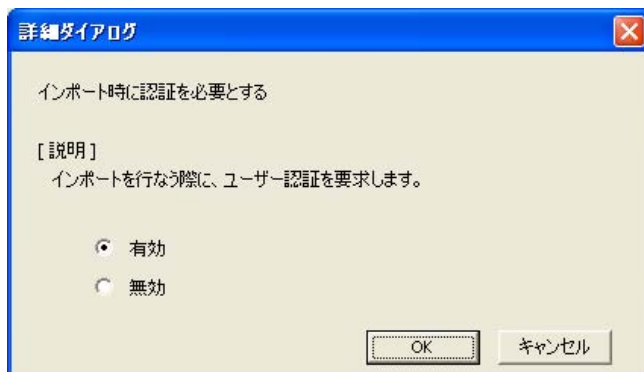 詳細ダイアログ
インポート時に認証を必要とする
[説明]
インポートを行なう際に、ユーザー認証を要求します。
有効
無効
OK
キャンセル